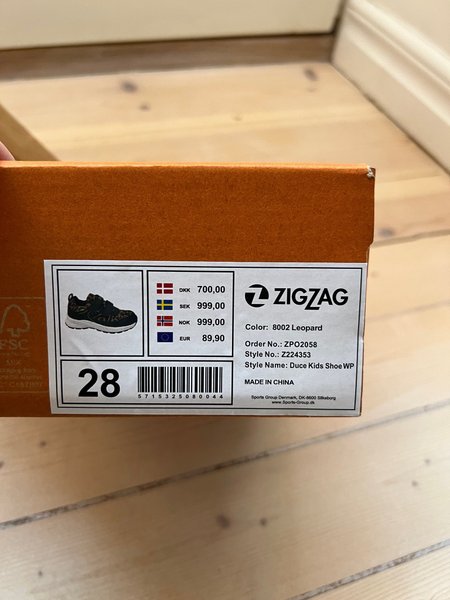 DKK 700,00
SEK 999,00
NOK 999,00
EUR 89,90
28
5715325080044
ZIGZAG
Color: 8002 Leopard
Order No.: ZPO2058
Style No.: Z224353
Style Name: Duce Kids Shoe WP
MADE IN CHINA
Sports Group Denmark, DK-8600 Silkeborg
www.Sports-Group.dk
FSC